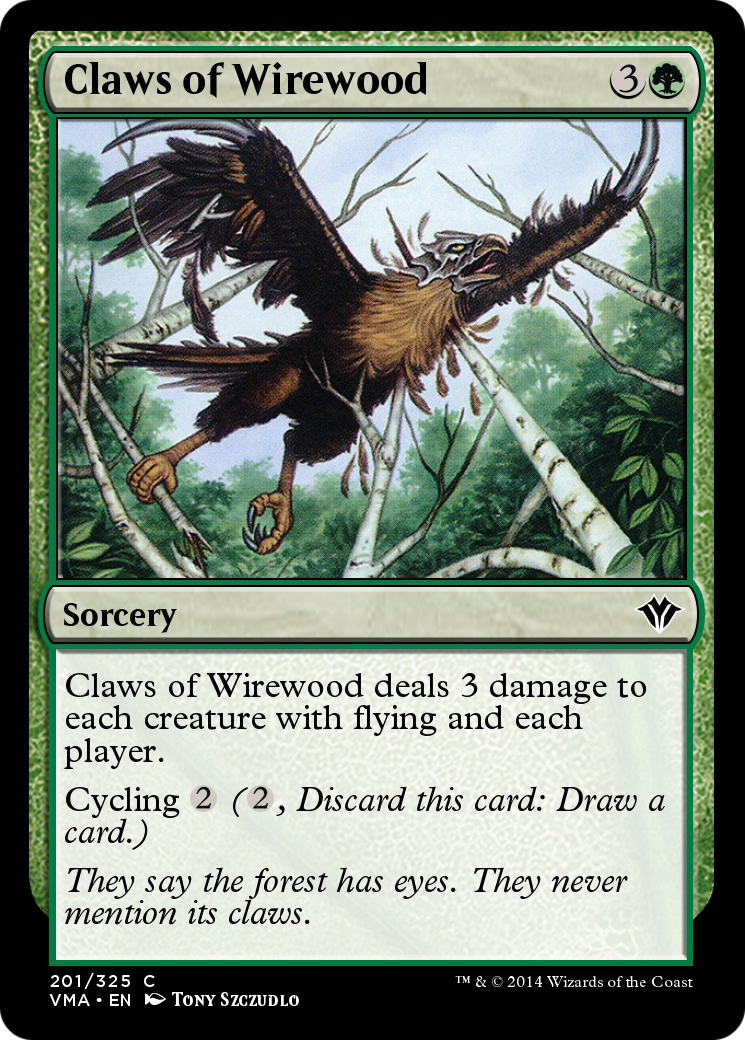 Claws of Wirewood 3
Sorcery
Claws of Wirewood deals 3 damage to
each creature with flying and each
player.
Cycling 2 (2, Discard this card: Draw a
card.)
They say the forest has eyes. They never
mention its claws.
201/325 C
VMA • EN Tony Szczudlo
™ & © 2014 Wizards of the Coast